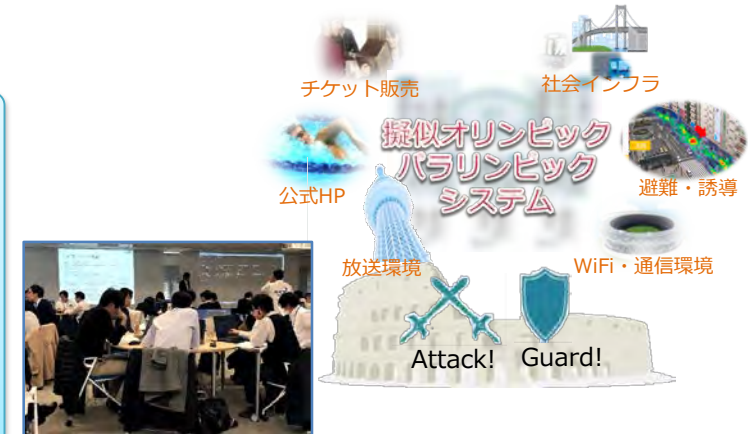 チケット販売
社会インフラ
擬似オリンピック
パラリンピック
システム
公式HP
避難・誘導
放送環境
WiFi・通信環境
Attack!
Guard!